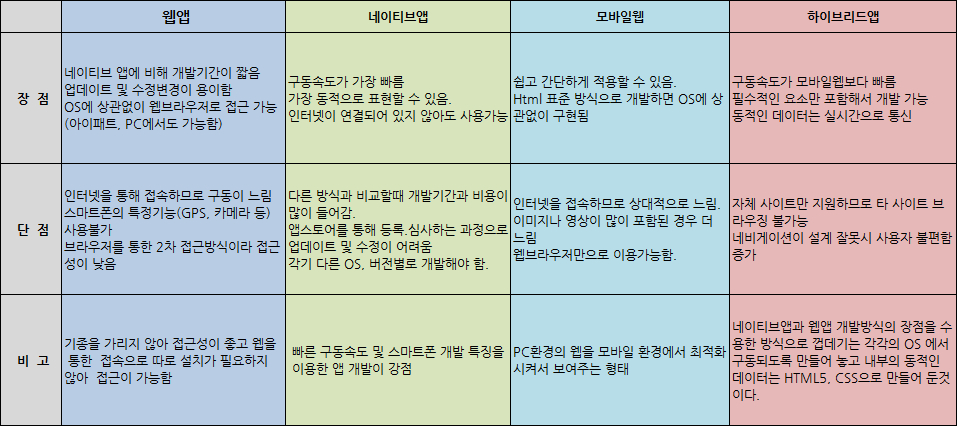 웹앱
네이티브앱
모바일웹
하이브리드앱
장 점
네이티브 앱에 비해 개발기간이 짧음
업데이트 및 수정변경이 용이함
OS에 상관없이 웹브라우저로 접근 가능
(아이패트, PC에서도 가능함)
구동속도가 가장 빠름
가장 동적으로 표현할 수 있음.
인터넷이 연결되어 있지 않아도 사용가능
쉽고 간단하게 적용할 수 있음.
Html 표준 방식으로 개발하면 OS에 상
관없이 구현됨
구동속도가 모바일웹보다 빠름
필수적인 요소만 포함해서 개발 가능
동적인 데이터는 실시간으로 통신
단 점
인터넷을 통해 접속하므로 구동이 느림
스마트폰의 특정기능(GPS, 카메라 등)
사용불가
브라우저를 통한 2차 접근방식이라 접근
성이 낮음
다른 방식과 비교할때 개발기간과 비용이
많이 들어감.
앱스토어를 통해 등록,심사하는 과정으로
업데이트 및 수정이 어려움
각기 다른 OS, 버전별로 개발해야 함.
인터넷을 접속하므로 상대적으로 느림.
이미지나 영상이 많이 포함된 경우 더
느림
웹브라우저만으로 이용가능함.
자체 사이트만 지원하므로 타 사이트 브
라우징 불가능
네비게이션이 설계 잘못시 사용자 불편함
증가
비 고
기종을 가리지 않아 접근성이 좋고 웹을
통한 접속으로 따로 설치가 필요하지
않아 접근이 가능함
빠른 구동속도 및 스마트폰 개발 특징을
이용한 앱 개발이 강점
PC환경의 웹을 모바일 환경에서 최적화
시켜서 보여주는 형태
네이티브앱과 웹앱 개발방식의 장점을 수
용한 방식으로 껍데기는 각각의 OS 에서
구동되도록 만들어 놓고 내부의 동적인
데이터는 HTML5, CSS으로 만들어 둔것
이다.